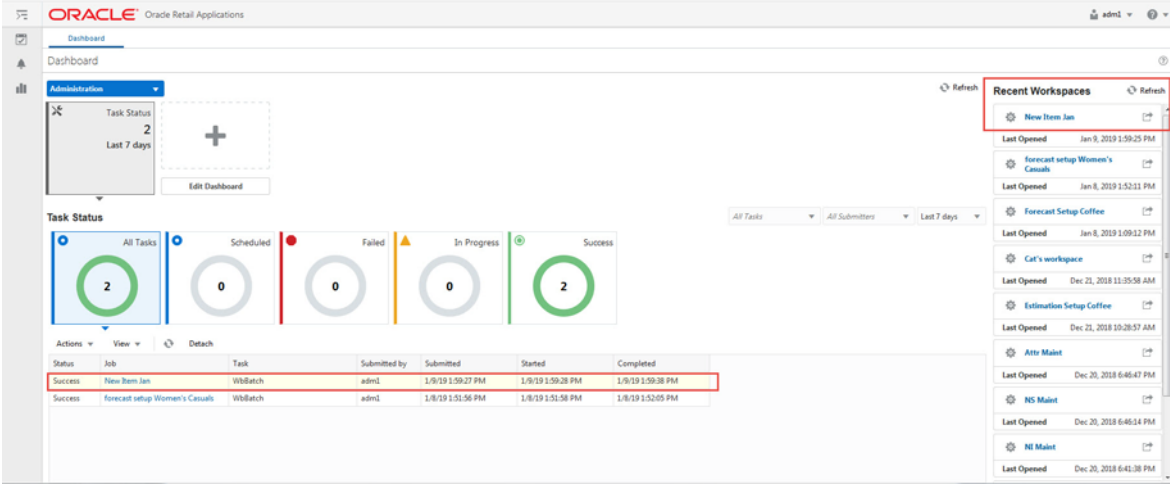 ORACLE® Oracle Retail Applications
adm1
Dashboard
Dashboard
Administration
Refresh
Task Status
2
Last 7 days
Edit Dashboard
Task Status
All Tasks
All Submitters
Last 7 days
All Tasks
2
Scheduled
0
Failed
0
In Progress
0
Success
2
Actions View Detach
Status Job Task Submitted by Submitted Started Completed
Success New Item Jan WbBatch adm1 1/9/19 1:59:27 PM 1/9/19 1:59:28 PM 1/9/19 1:59:38 PM
Success forecast setup Women's Casuals WbBatch adm1 1/8/19 1:51:56 PM 1/8/19 1:51:58 PM 1/8/19 1:52:05 PM
Recent Workspaces Refresh
New Item Jan
Last Opened Jan 9, 2019 1:59:25 PM
forecast setup Women's
Casuals
Last Opened Jan 8, 2019 1:52:11 PM
Forecast Setup Coffee
Last Opened Jan 8, 2019 1:09:12 PM
Cat's workspace
Last Opened Dec 21, 2018 11:35:58 AM
Estimation Setup Coffee
Last Opened Dec 21, 2018 10:28:57 AM
Attr Maint
Last Opened Dec 20, 2018 6:46:47 PM
NS Maint
Last Opened Dec 20, 2018 6:46:14 PM
NI Maint
Last Opened Dec 20, 2018 6:41:38 PM